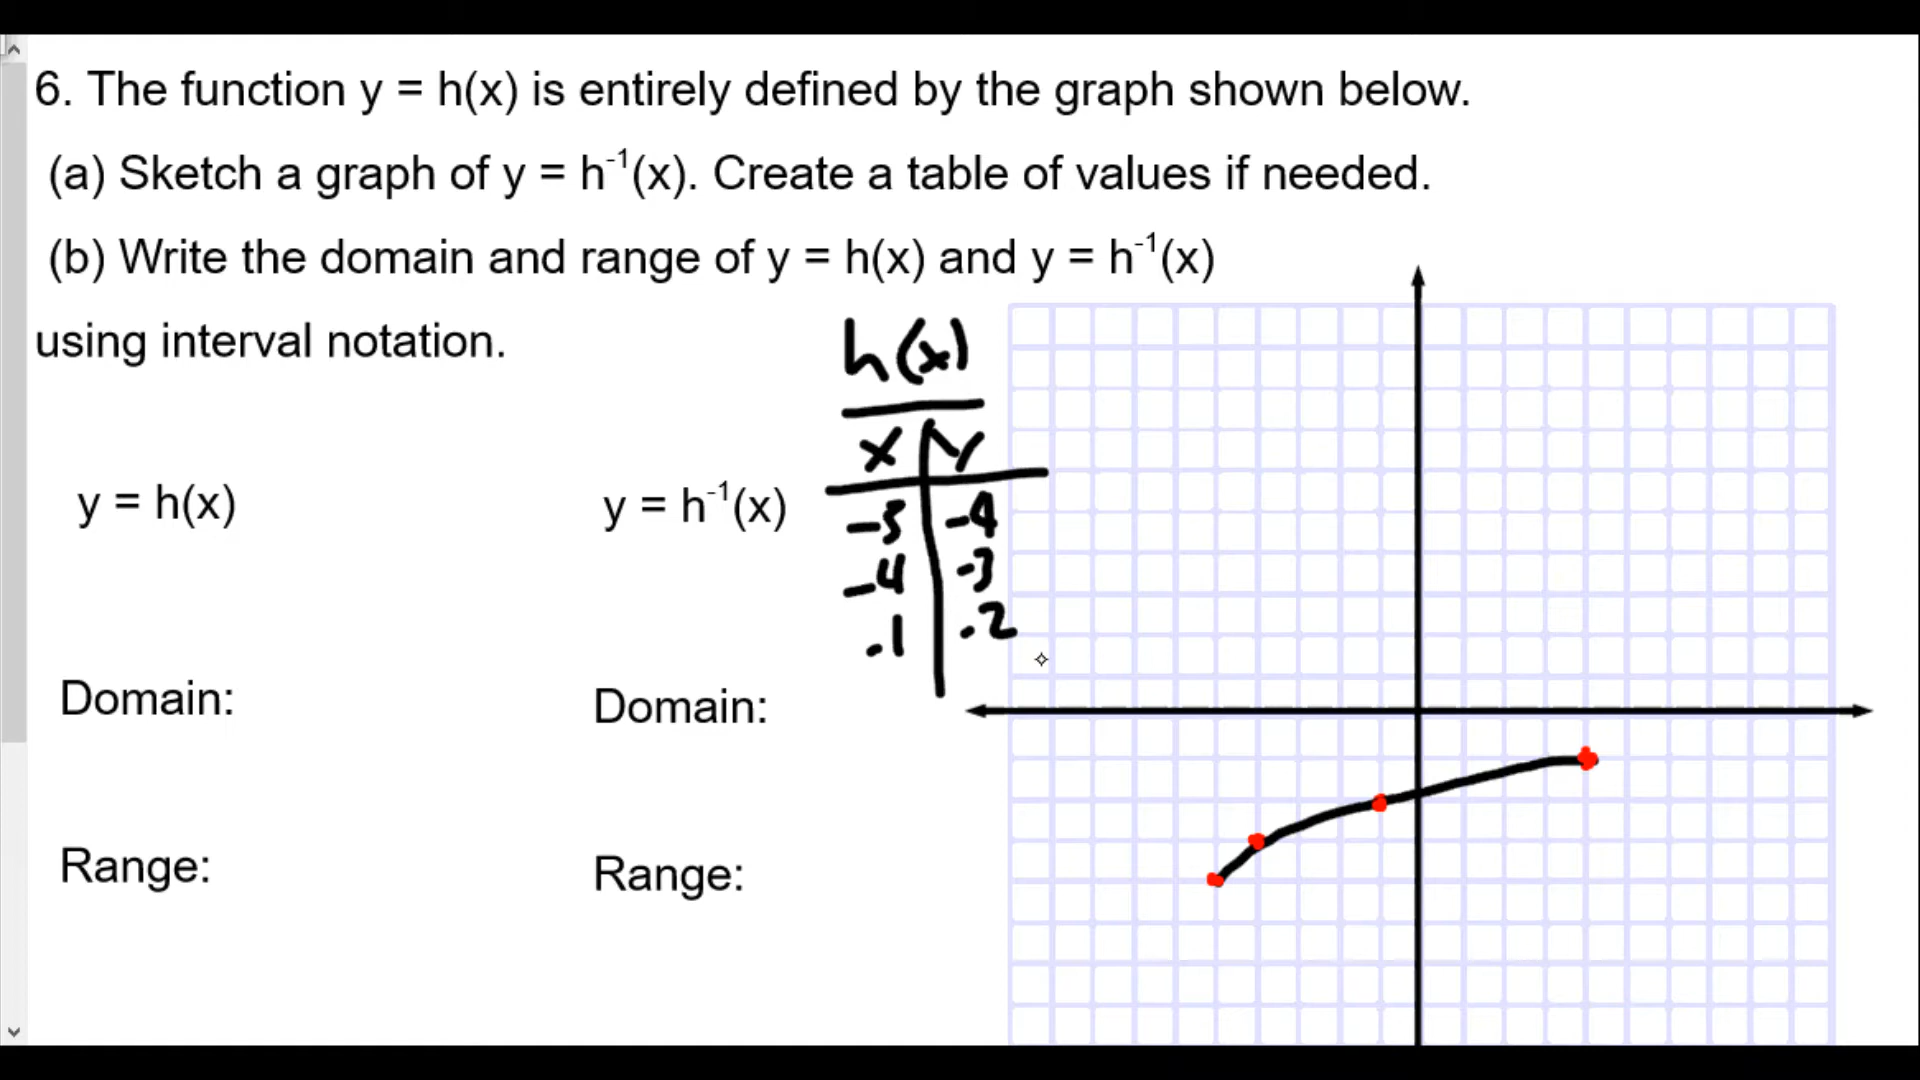 6. The function y = h(x) is entirely defined by the graph shown below.
(a) Sketch a graph of y = h⁻¹(x). Create a table of values if needed.
(b) Write the domain and range of y = h(x) and y = h⁻¹(x)
using interval notation.
h(x)
x y
-5 -4
-4 -3
-1 -2
y = h(x)
y = h⁻¹(x)
Domain:
Domain:
Range:
Range: